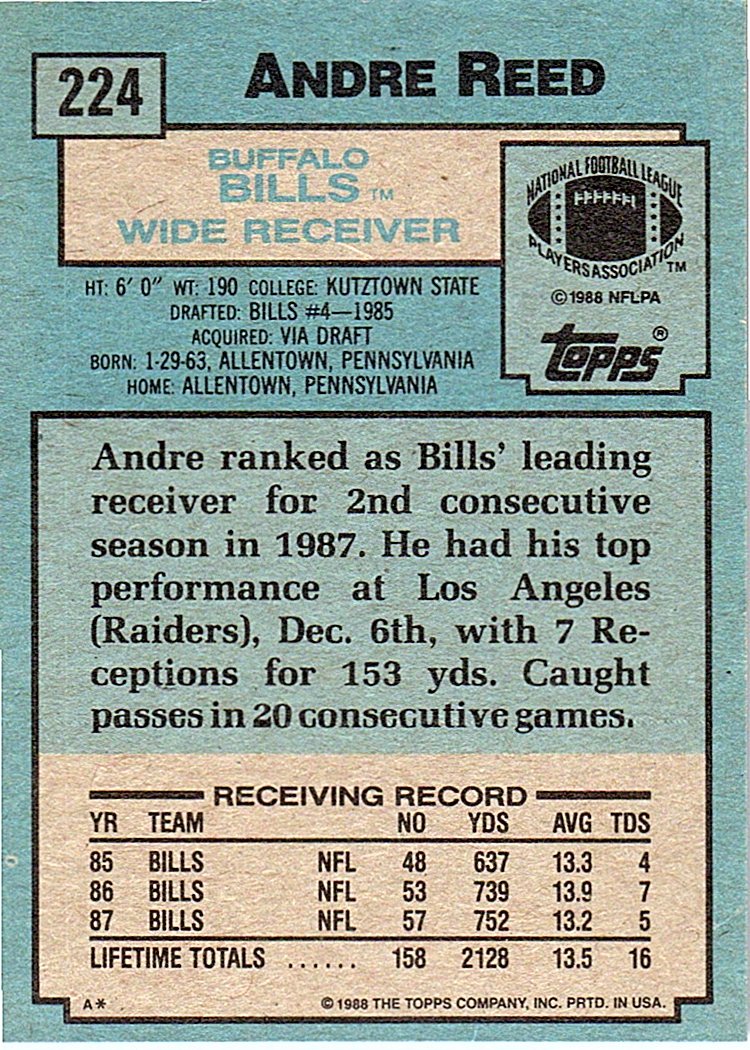 224
ANDRE REED
BUFFALO
BILLS™
WIDE RECEIVER
NATIONAL FOOTBALL LEAGUE
PLAYERS ASSOCIATION™
©1988 NFLPA
TOPPS®
HT: 6' 0" WT: 190 COLLEGE: KUTZTOWN STATE
DRAFTED: BILLS #4—1985
ACQUIRED: VIA DRAFT
BORN: 1-29-63, ALLENTOWN, PENNSYLVANIA
HOME: ALLENTOWN, PENNSYLVANIA
Andre ranked as Bills' leading
receiver for 2nd consecutive
season in 1987. He had his top
performance at Los Angeles
(Raiders), Dec. 6th, with 7 Re-
ceptions for 153 yds. Caught
passes in 20 consecutive games.
RECEIVING RECORD
YR TEAM NO YDS AVG TDS
85 BILLS NFL 48 637 13.3 4
86 BILLS NFL 53 739 13.9 7
87 BILLS NFL 57 752 13.2 5
LIFETIME TOTALS ...... 158 2128 13.5 16
A* © 1988 THE TOPPS COMPANY, INC. PRTD. IN USA.